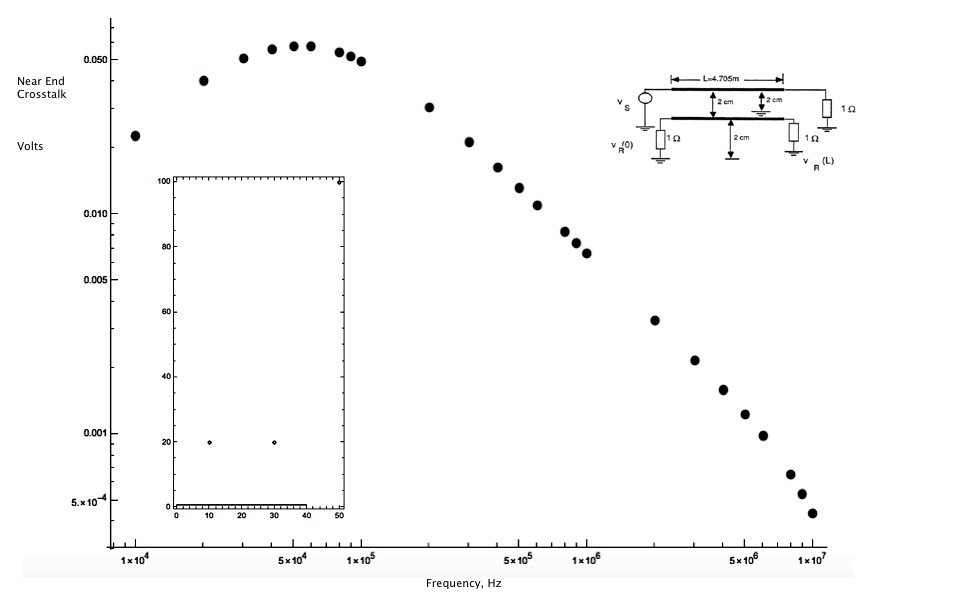 0.050
Near End
Crosstalk
Volts
0.010
0.005
0.001
5.×10⁻⁴
1×10⁴
5×10⁴
1×10⁵
5×10⁵
1×10⁶
5×10⁶
1×10⁷
Frequency, Hz
100
80
60
40
20
0
0 10 20 30 40 50
L=4.705m
V S
2 cm
2 cm
1 Ω
1 Ω
2 cm
1 Ω
V R(0)
V R (L)